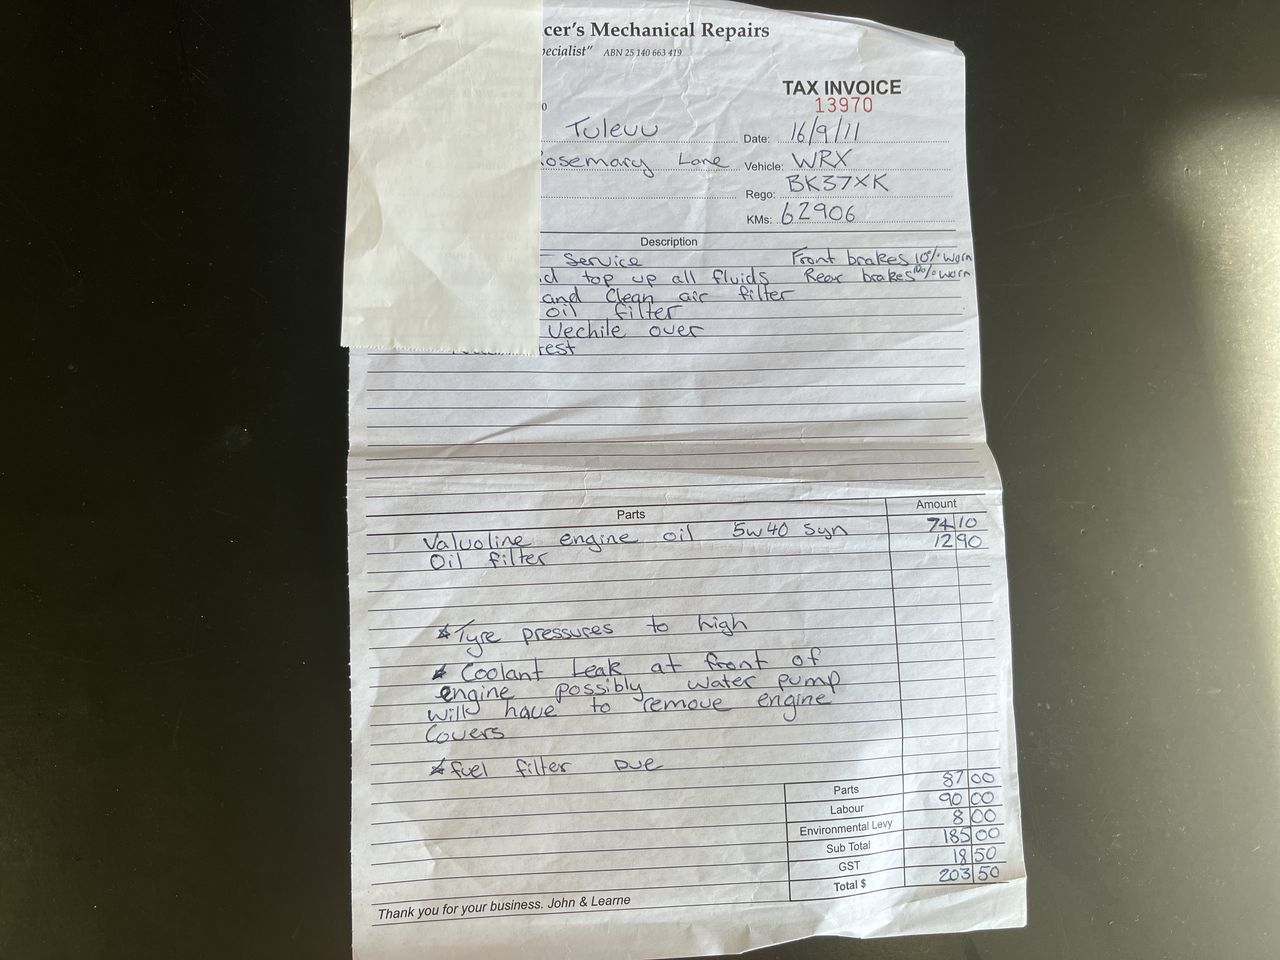 cer's Mechanical Repairs
ecialist" ABN 25 140 663 419
TAX INVOICE
13970
0
Date: 16/9/11
Rosemary Lane Vehicle: WRX
Rego: BK37XK
KMs: 62906
Description
Service Front brakes 10% worn
d top up all fluids Rear brakes % worn
and Clean air filter
oil filter
Vechile over
test
Parts Amount
Valvoline engine oil 5w40 Syn 74 10
Oil filter 12 90
* Tyre pressures to high
* Coolant Leak at front of
engine possibly water pump
will have to remove engine
Covers
* fuel filter Due
Parts 87 00
Labour 90 00
Environmental Levy 8 00
Sub Total 185 00
GST 18 50
Total $ 203 50
Thank you for your business. John & Learne